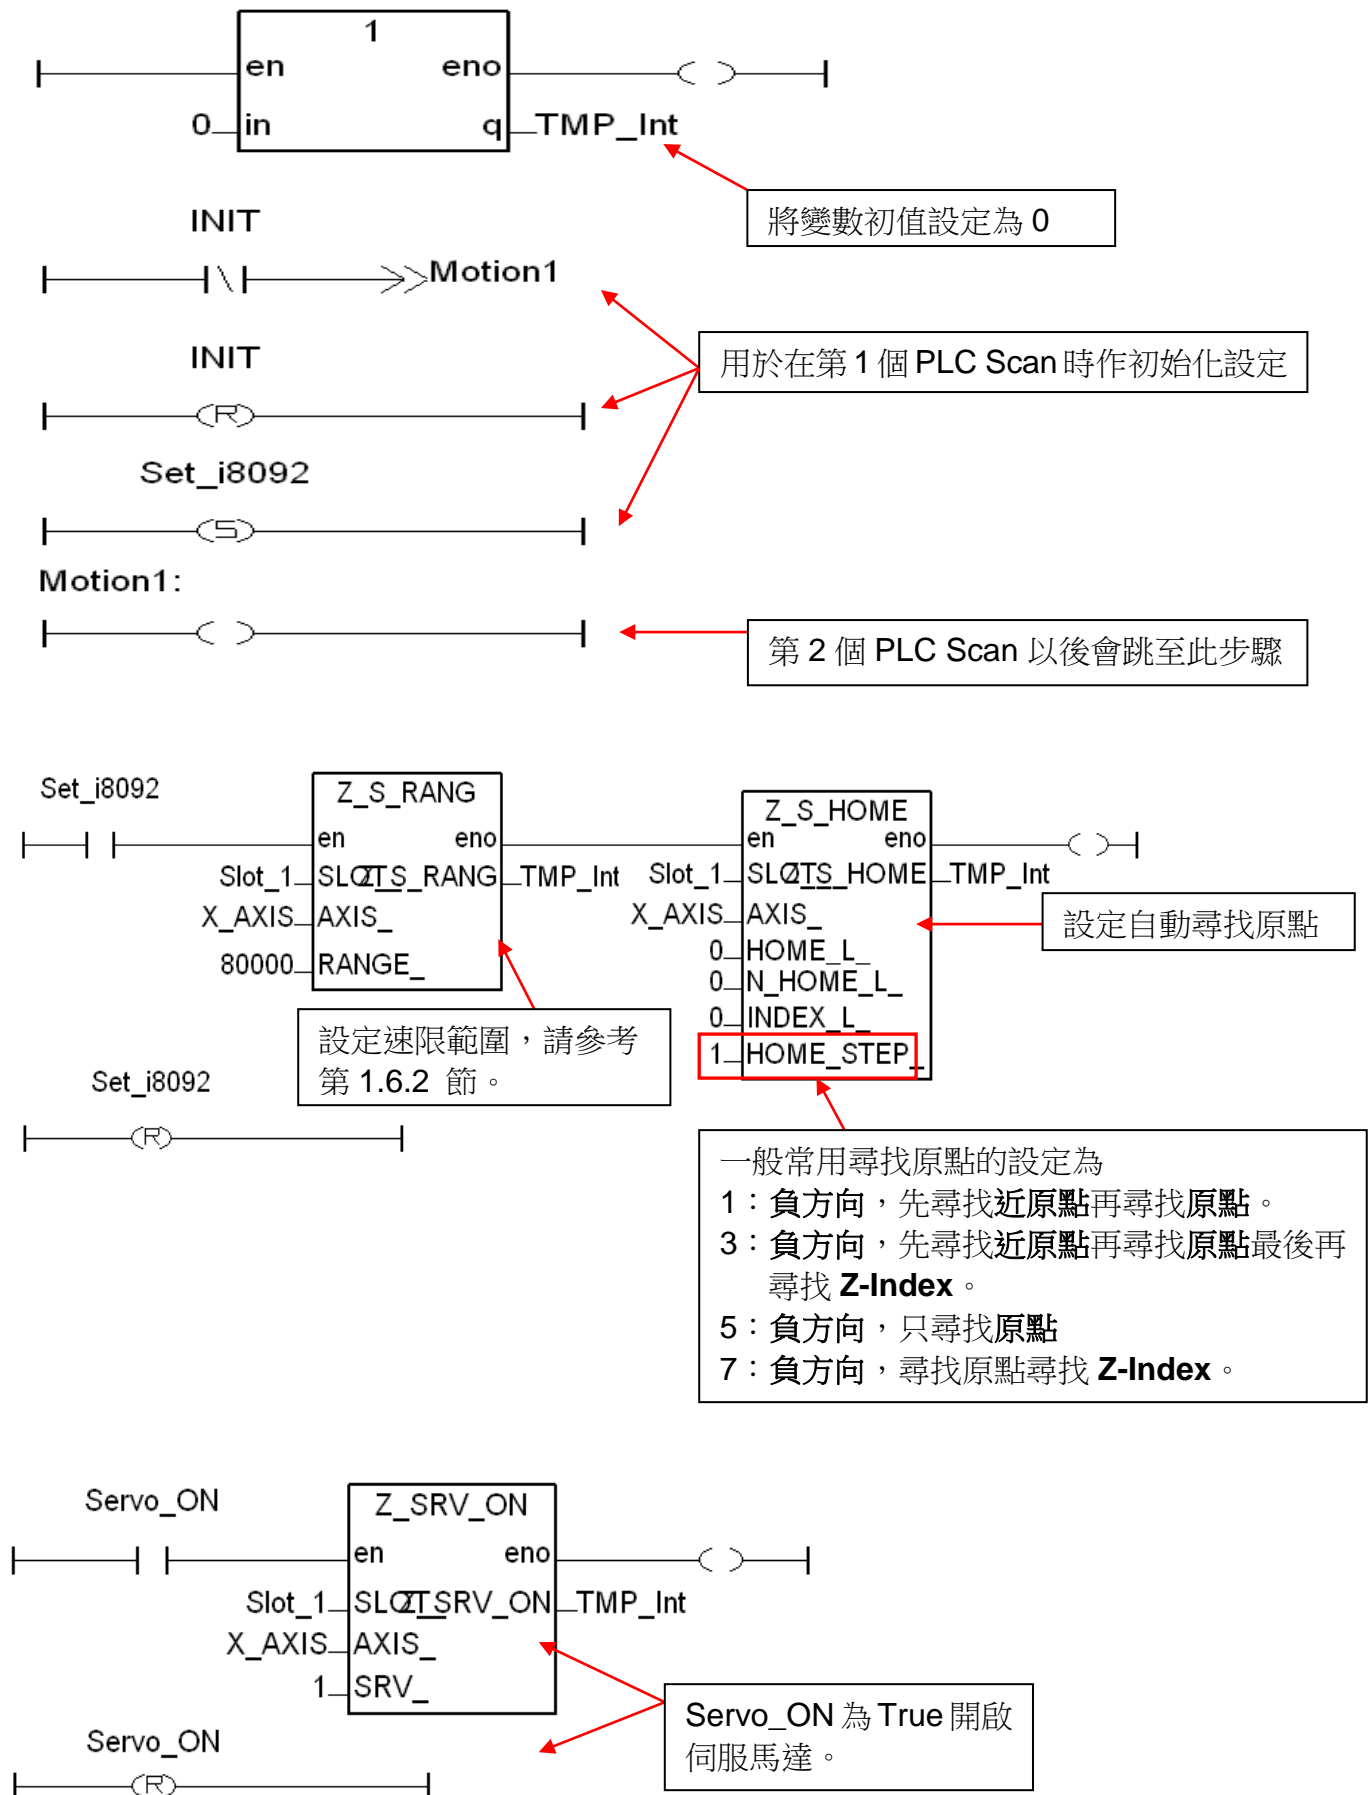 1
en eno
0 in q TMP_Int
將變數初值設定為 0
INIT
Motion1
用於在第 1 個 PLC Scan 時作初始化設定
INIT
R
Set_i8092
S
Motion1:
第 2 個 PLC Scan 以後會跳至此步驟
Set_i8092
Z_S_RANG
en eno
Slot_1 SLOT_ Z_S_RANG TMP_Int
X_AXIS AXIS_
80000 RANGE_
設定速限範圍，請參考
第 1.6.2 節。
Z_S_HOME
en eno
Slot_1 SLOT_ Z_S_HOME TMP_Int
X_AXIS AXIS_
0 HOME_L_
0 N_HOME_L_
0 INDEX_L_
1 HOME_STEP_
設定自動尋找原點
Set_i8092
R
一般常用尋找原點的設定為
1：負方向，先尋找近原點再尋找原點。
3：負方向，先尋找近原點再尋找原點最後再
尋找 Z-Index。
5：負方向，只尋找原點
7：負方向，尋找原點尋找 Z-Index。
Servo_ON
Z_SRV_ON
en eno
Slot_1 SLOT_ Z_SRV_ON TMP_Int
X_AXIS AXIS_
1 SRV_
Servo_ON 為 True 開啟
伺服馬達。
Servo_ON
R